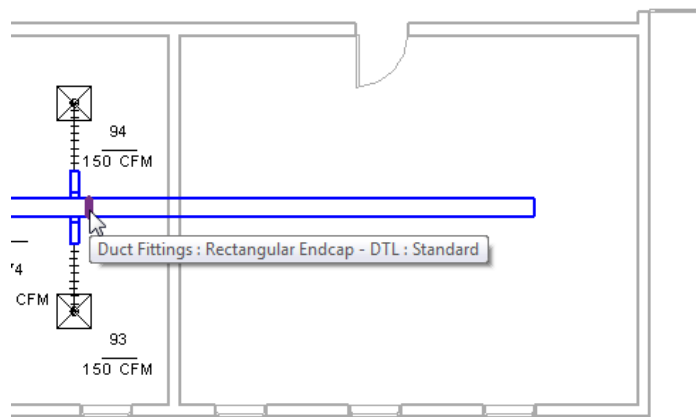 94
150 CFM
Duct Fittings : Rectangular Endcap - DTL : Standard
CFM
93
150 CFM